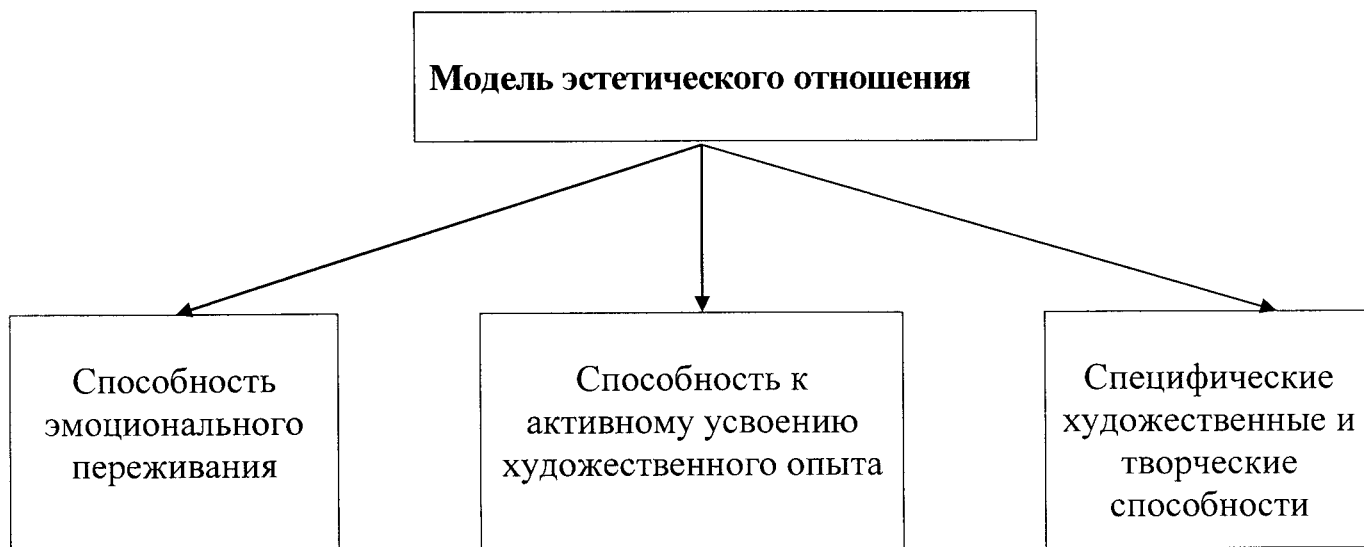 Модель эстетического отношения
Способность
эмоционального
переживания
Способность к
активному усвоению
художественного опыта
Специфические
художественные и
творческие
способности